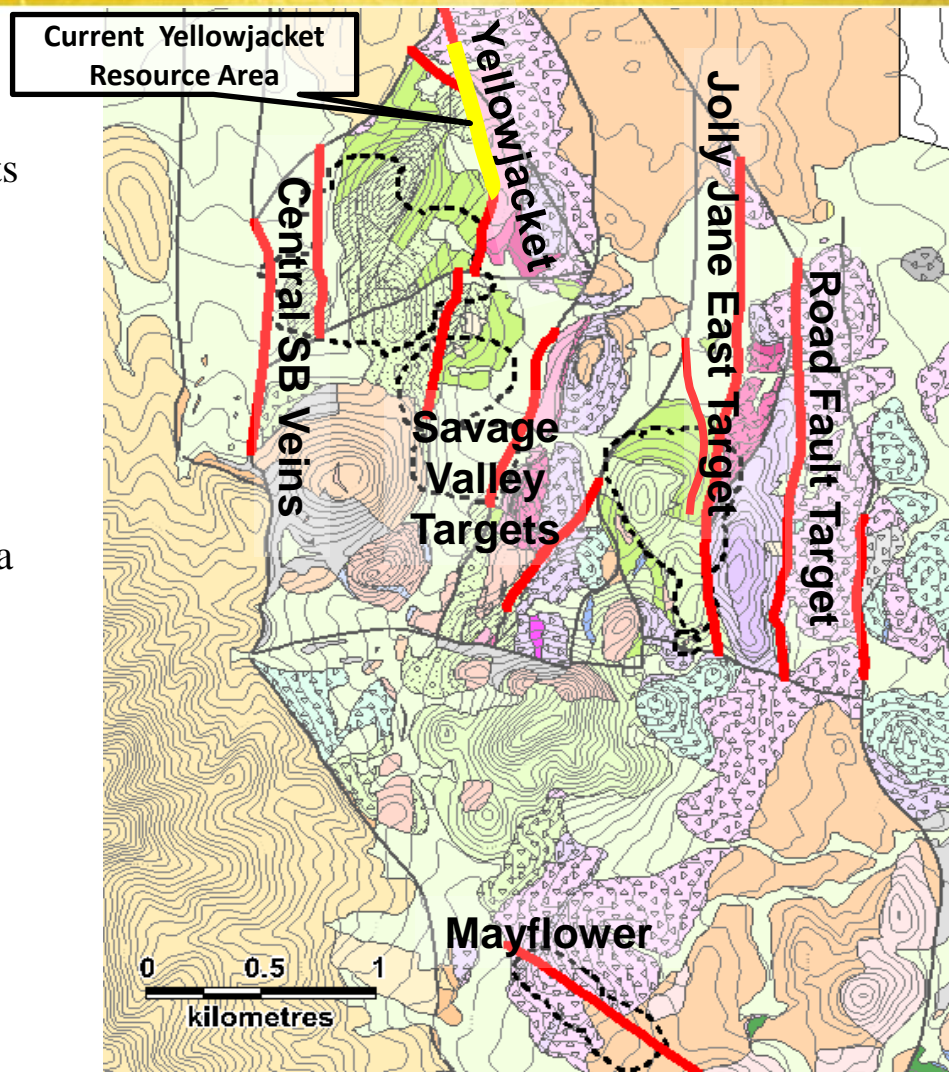 Current Yellowjacket
Resource Area
Yellowjacket
Jolly Jane East Target
ts
Central SB Veins
Road Fault Target
Savage
Valley
Targets
a
Mayflower
0 0.5 1
kilometres